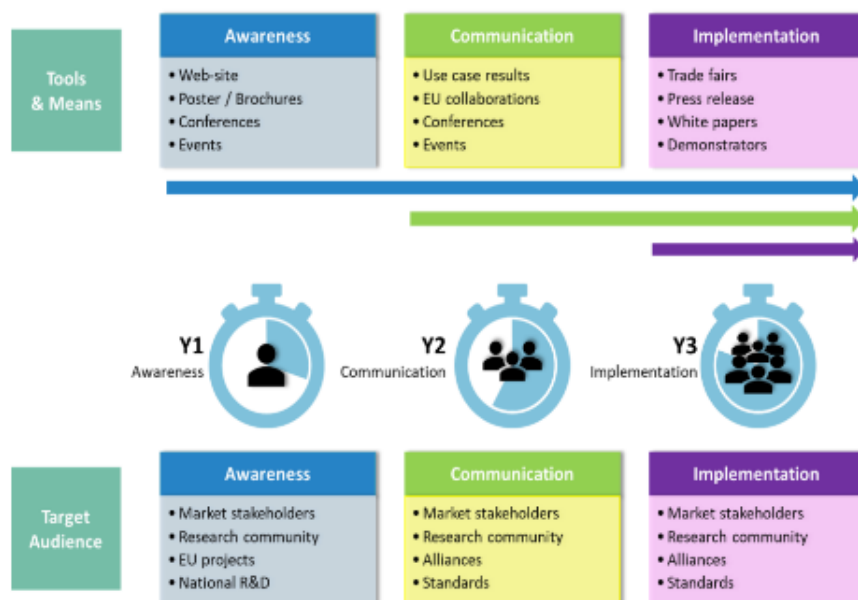 Tools
& Means
Awareness
• Web-site
• Poster / Brochures
• Conferences
• Events
Communication
• Use case results
• EU collaborations
• Conferences
• Events
Implementation
• Trade fairs
• Press release
• White papers
• Demonstrators
Y1
Awareness
Y2
Communication
Y3
Implementation
Target
Audience
Awareness
• Market stakeholders
• Research community
• EU projects
• National R&D
Communication
• Market stakeholders
• Research community
• Alliances
• Standards
Implementation
• Market stakeholders
• Research community
• Alliances
• Standards